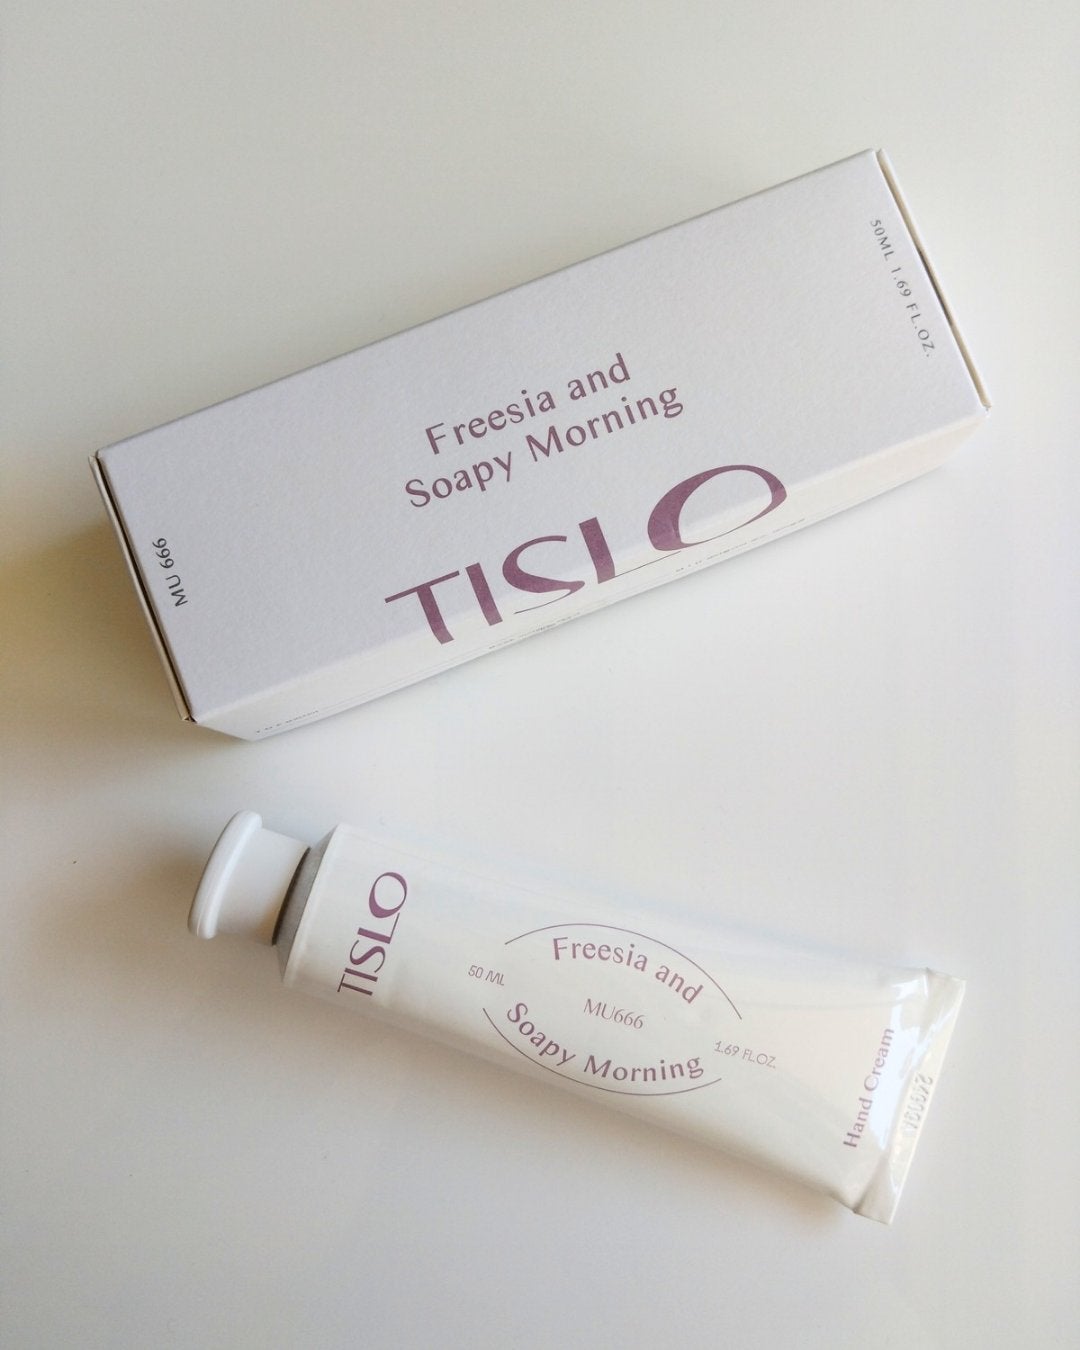 50ML 1.69 FL.OZ.
Freesia and
Soapy Morning
TISLO
MU 666
TISLO
50 ML
Freesia and
MU666
Soapy Morning
1.69 FL.OZ.
Hand Cream